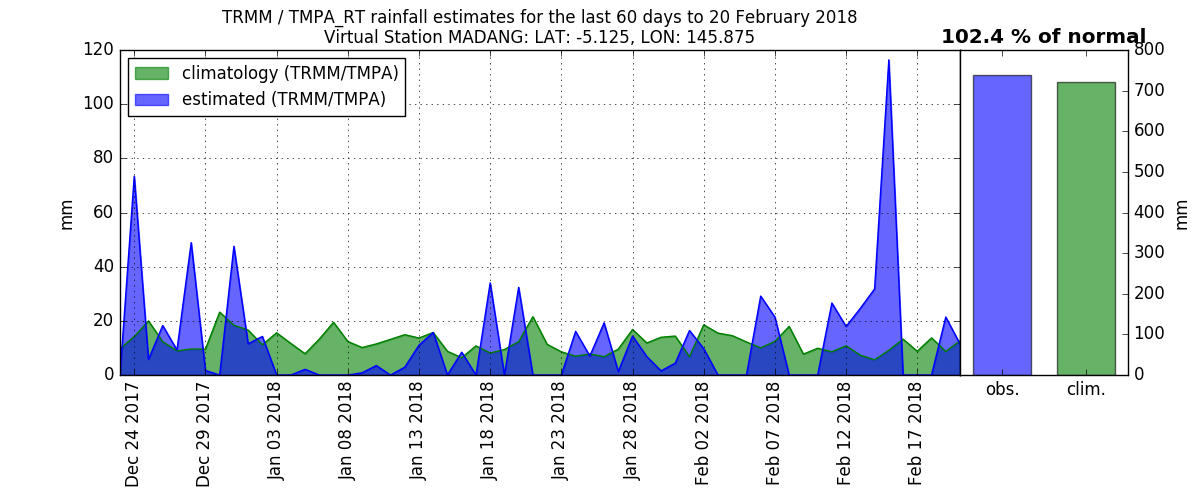 TRMM / TMPA_RT rainfall estimates for the last 60 days to 20 February 2018
Virtual Station MADANG: LAT: -5.125, LON: 145.875
102.4 % of normal
climatology (TRMM/TMPA)
estimated (TRMM/TMPA)
mm
120
100
80
60
40
20
0
Dec 24 2017
Dec 29 2017
Jan 03 2018
Jan 08 2018
Jan 13 2018
Jan 18 2018
Jan 23 2018
Jan 28 2018
Feb 02 2018
Feb 07 2018
Feb 12 2018
Feb 17 2018
obs.
clim.
800
700
600
500
400
300
200
100
0
mm